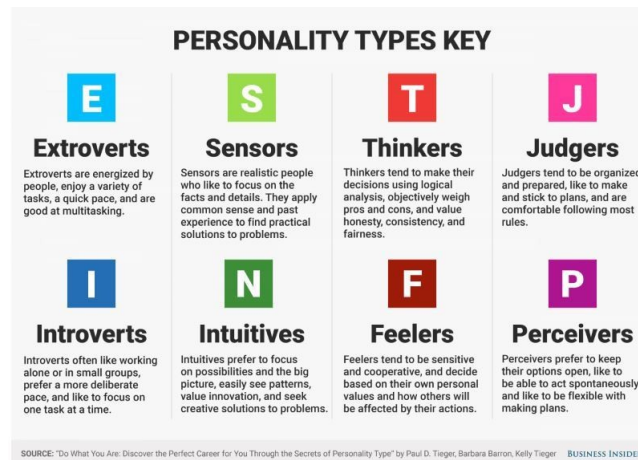 PERSONALITY TYPES KEY
E
Extroverts
Extroverts are energized by
people, enjoy a variety of
tasks, a quick pace, and are
good at multitasking.
S
Sensors
Sensors are realistic people
who like to focus on the
facts and details. They apply
common sense and past
experience to find practical
solutions to problems.
T
Thinkers
Thinkers tend to make their
decisions using logical
analysis, objectively weigh
pros and cons, and value
honesty, consistency, and
fairness.
J
Judgers
Judgers tend to be organized
and prepared, like to make
and stick to plans, and are
comfortable following most
rules.
I
Introverts
Introverts often like working
alone or in small groups,
prefer a more deliberate
pace, and like to focus on
one task at a time.
N
Intuitives
Intuitives prefer to focus
on possibilities and the big
picture, easily see patterns,
value innovation, and seek
creative solutions to problems.
F
Feelers
Feelers tend to be sensitive
and cooperative, and decide
based on their own personal
values and how others will
be affected by their actions.
P
Perceivers
Perceivers prefer to keep
their options open, like to
be able to act spontaneously
and like to be flexible with
making plans.
SOURCE: "Do What You Are: Discover the Perfect Career for You Through the Secrets of Personality Type" by Paul D. Tieger, Barbara Barron, Kelly Tieger BUSINESS INSIDE